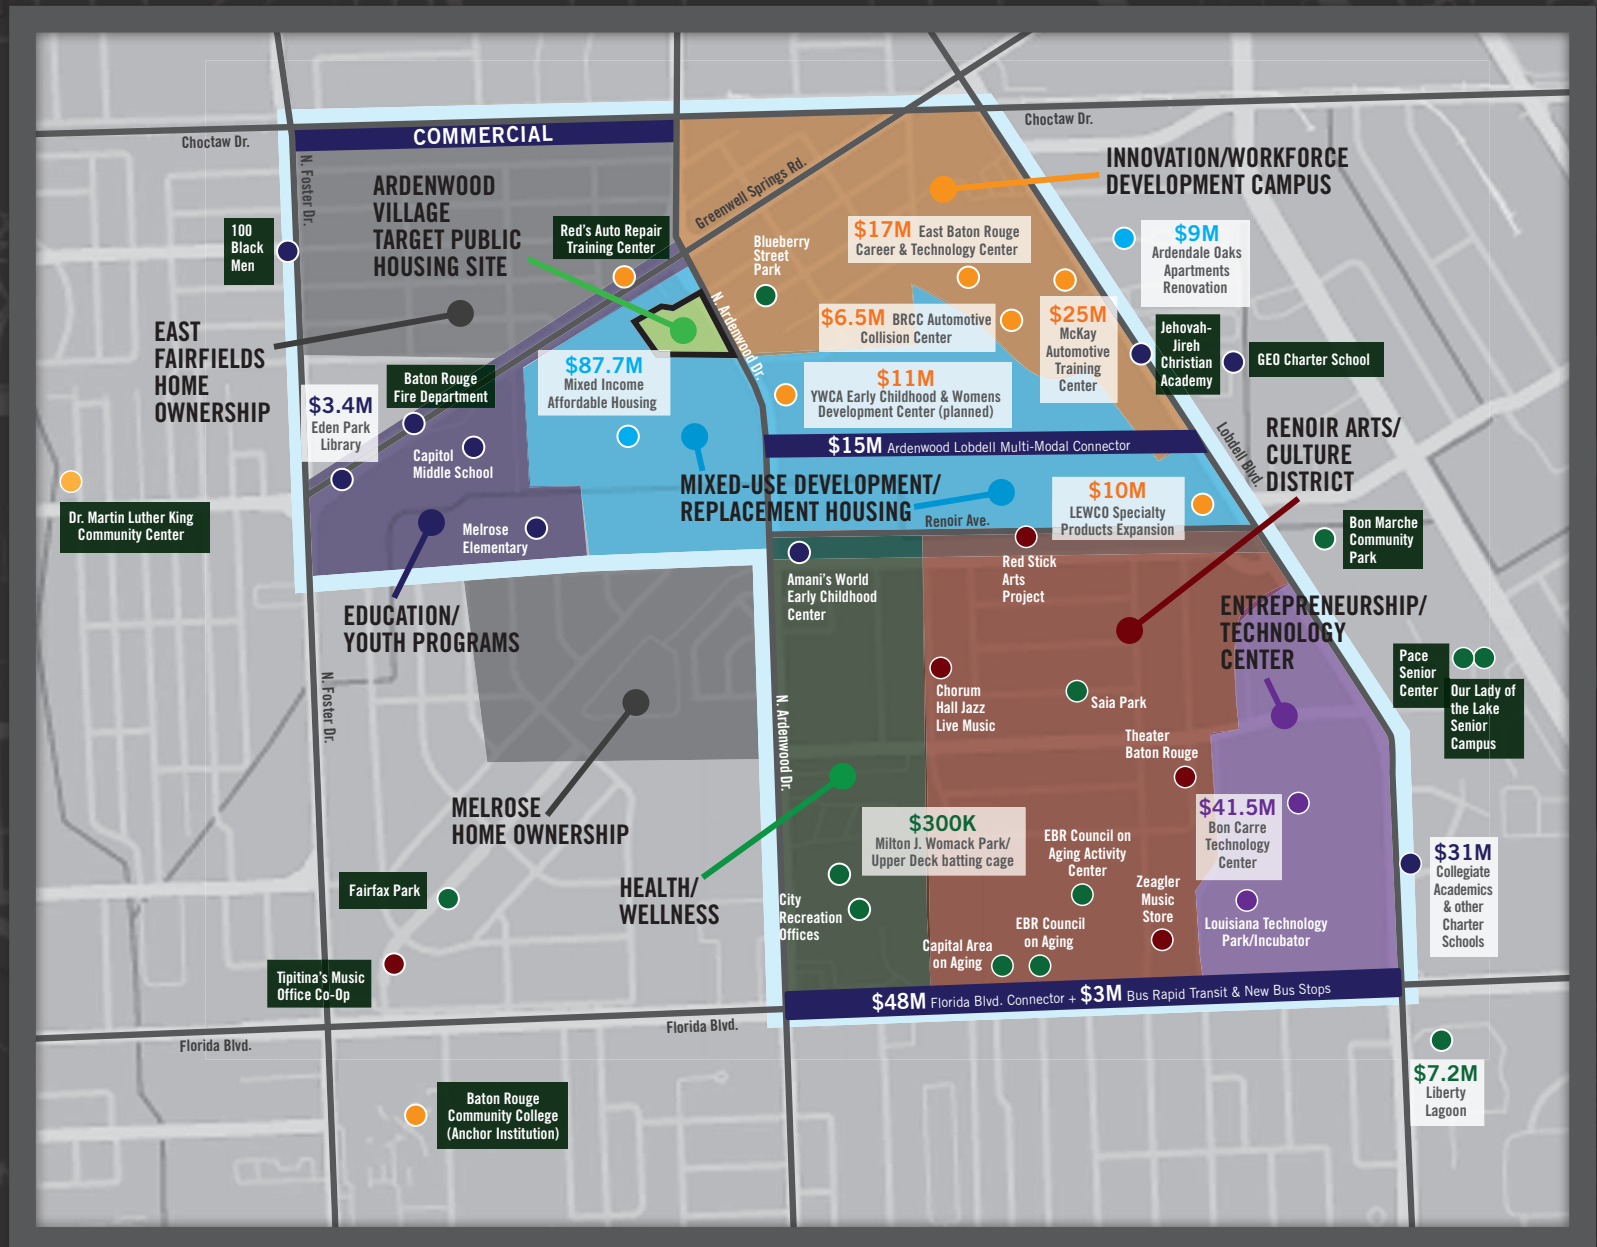 COMMERCIAL
Choctaw Dr.
Choctaw Dr.
N. Foster Dr.
ARDENWOOD
VILLAGE
TARGET PUBLIC
HOUSING SITE
Greenwell Springs Rd.
INNOVATION/WORKFORCE
DEVELOPMENT CAMPUS
100
Black
Men
Red's Auto Repair
Training Center
Blueberry
Street
Park
$17M East Baton Rouge
Career & Technology Center
$9M
Ardendale Oaks
Apartments
Renovation
N. Ardenwood Dr.
$6.5M BRCC Automotive
Collision Center
$25M
McKay
Automotive
Training
Center
Jehovah-
Jireh
Christian
Academy
GEO Charter School
EAST
FAIRFIELDS
HOME
OWNERSHIP
Baton Rouge
Fire Department
$87.7M
Mixed Income
Affordable Housing
$11M
YWCA Early Childhood & Womens
Development Center (planned)
$3.4M
Eden Park
Library
Capitol
Middle School
$15M Ardenwood Lobdell Multi-Modal Connector
Lobdell Blvd.
RENOIR ARTS/
CULTURE
DISTRICT
MIXED-USE DEVELOPMENT/
REPLACEMENT HOUSING
Renoir Ave.
$10M
LEWCO Specialty
Products Expansion
Dr. Martin Luther King
Community Center
Melrose
Elementary
Bon Marche
Community
Park
Red Stick
Arts
Project
Amani's World
Early Childhood
Center
EDUCATION/
YOUTH PROGRAMS
ENTREPRENEURSHIP/
TECHNOLOGY
CENTER
Pace
Senior
Center
Our Lady of
the Lake
Senior
Campus
N. Foster Dr.
N. Ardenwood Dr.
Chorum
Hall Jazz
Live Music
Saia Park
Theater
Baton Rouge
MELROSE
HOME OWNERSHIP
$300K
Milton J. Womack Park/
Upper Deck batting cage
$41.5M
Bon Carre
Technology
Center
EBR Council on
Aging Activity
Center
$31M
Collegiate
Academics
& other
Charter
Schools
Fairfax Park
HEALTH/
WELLNESS
City
Recreation
Offices
Zeagler
Music
Store
EBR Council
on Aging
Louisiana Technology
Park/Incubator
Capital Area
on Aging
Tipitina's Music
Office Co-Op
$48M Florida Blvd. Connector + $3M Bus Rapid Transit & New Bus Stops
Florida Blvd.
Florida Blvd.
$7.2M
Liberty
Lagoon
Baton Rouge
Community College
(Anchor Institution)